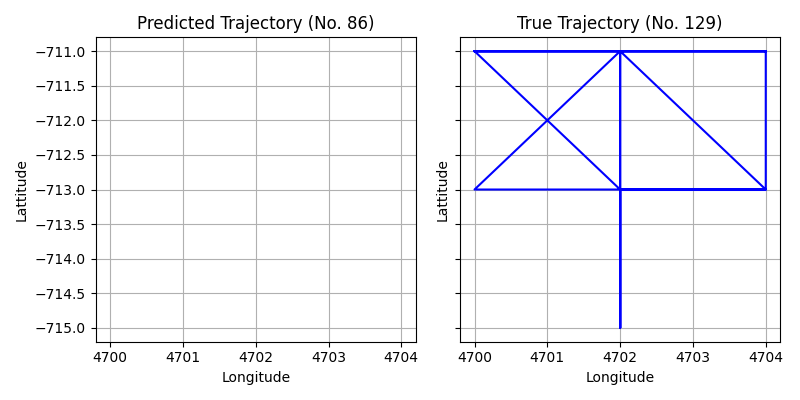 Predicted Trajectory (No. 86)
−711.0
−711.5
−712.0
−712.5
−713.0
−713.5
−714.0
−714.5
−715.0
Lattitude
4700 4701 4702 4703 4704
Longitude
True Trajectory (No. 129)
Lattitude
4700 4701 4702 4703 4704
Longitude